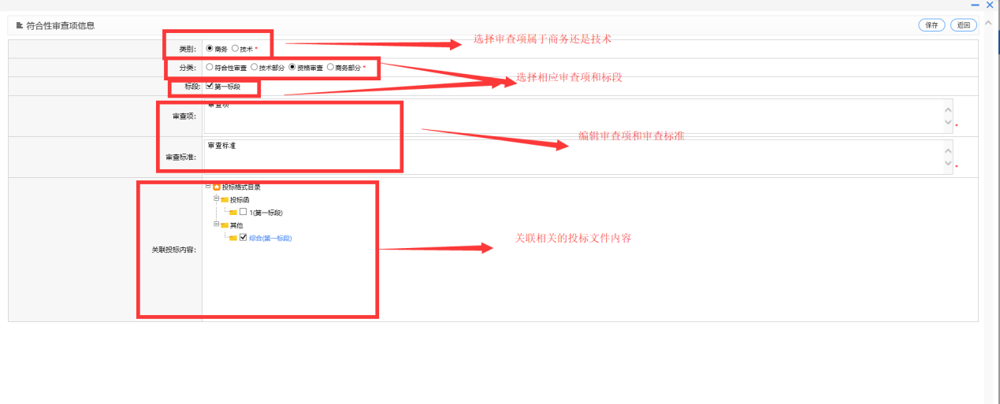 符合性审查项信息
保存 返回
类别: 商务 技术 *
选择审查项属于商务还是技术
分类: 符合性审查 技术部分 资格审查 商务部分 *
选择相应审查项和标段
标段: 第一标段
审查项: 审查项 *
编辑审查项和审查标准
审查标准: 审查标准 *
投标格式目录
投标函
1(第一标段)
其他
综合(第一标段)
关联相关的投标文件内容
关联投标内容: